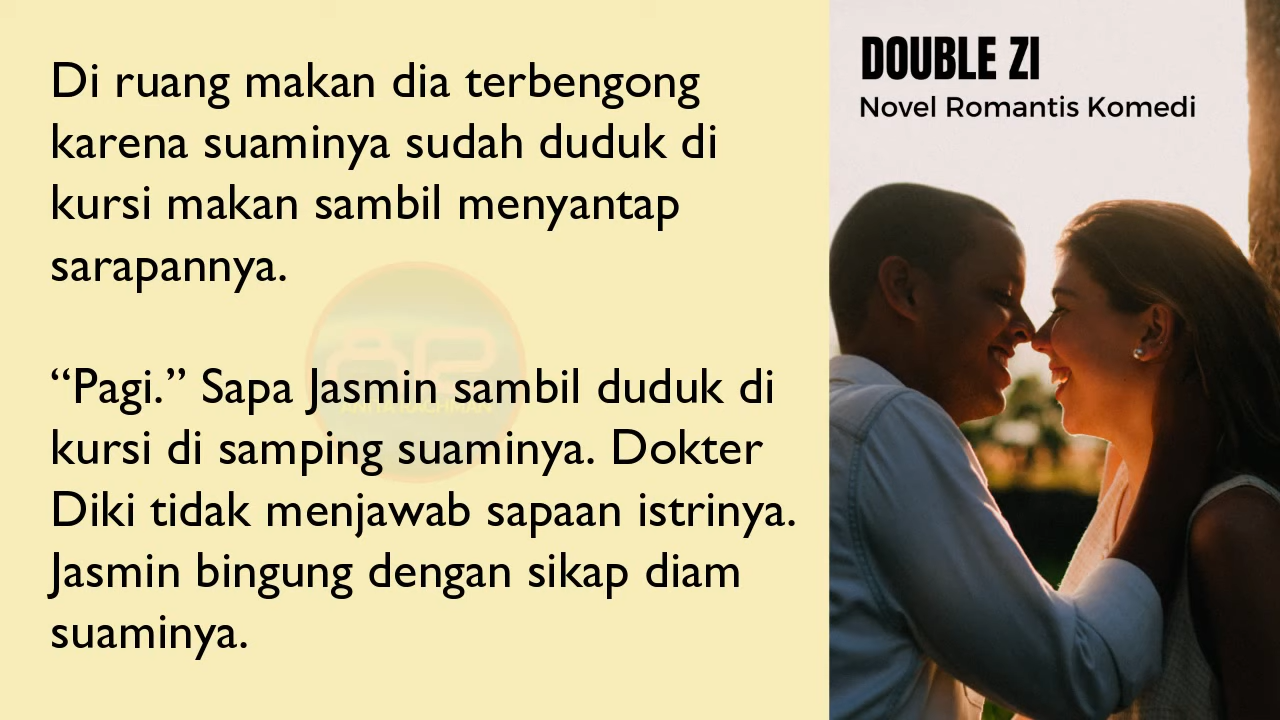 Di ruang makan dia terbengong
karena suaminya sudah duduk di
kursi makan sambil menyantap
sarapannya.
“Pagi.” Sapa Jasmin sambil duduk di
kursi di samping suaminya. Dokter
Diki tidak menjawab sapaan istrinya.
Jasmin bingung dengan sikap diam
suaminya.
ANITA RACHMAN
DOUBLE ZI
Novel Romantis Komedi